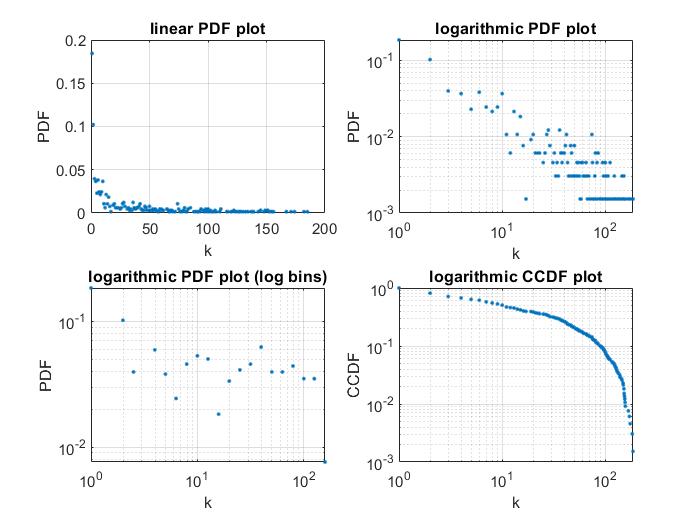 linear PDF plot
0.2
0.15
0.1
0.05
0
PDF
0 50 100 150 200
k
logarithmic PDF plot
10^-1
10^-2
10^-3
PDF
10^0 10^1 10^2
k
logarithmic PDF plot (log bins)
10^-1
10^-2
PDF
10^0 10^1 10^2
k
logarithmic CCDF plot
10^0
10^-1
10^-2
10^-3
CCDF
10^0 10^1 10^2
k